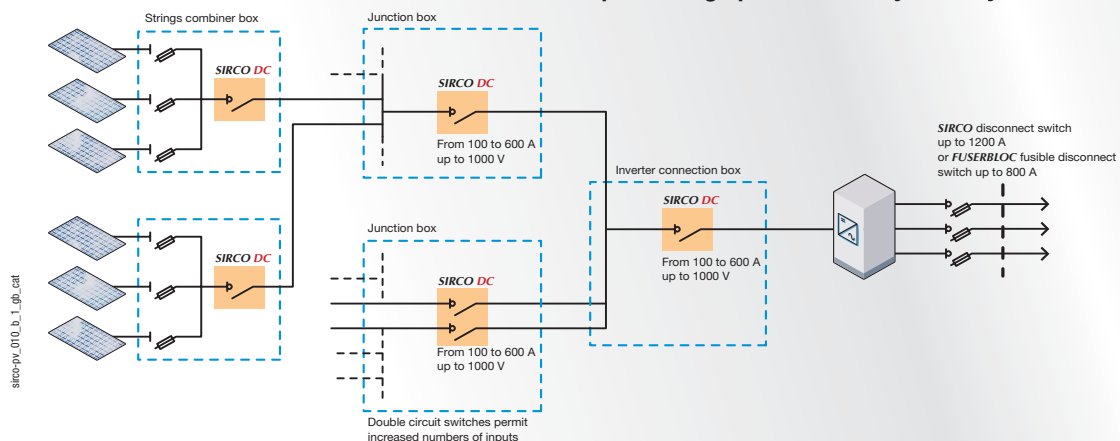 Strings combiner box
Junction box
SIRCO DC
SIRCO DC
From 100 to 600 A
up to 1000 V
SIRCO disconnect switch
up to 1200 A
or FUSERBLOC fusible disconnect
switch up to 800 A
Inverter connection box
SIRCO DC
From 100 to 600 A
up to 1000 V
Junction box
SIRCO DC
SIRCO DC
From 100 to 600 A
up to 1000 V
Double circuit switches permit
increased numbers of inputs
sirco-pv_010_b_1_gb_cat